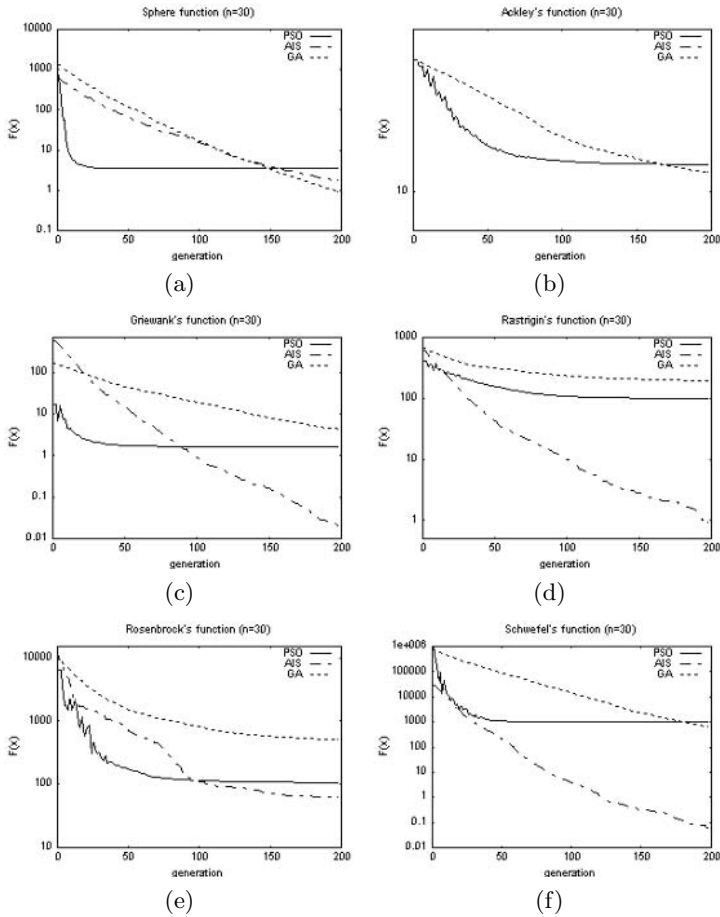 Sphere function (n=30)
PSO
AIS
GA
10000
1000
100
10
1
0.1
F(x)
0
50
100
150
200
generation
(a)
Ackley's function (n=30)
PSO
AIS
GA
10
F(x)
0
50
100
150
200
generation
(b)
Griewank's function (n=30)
PSO
AIS
GA
100
10
1
0.1
0.01
F(x)
0
50
100
150
200
generation
(c)
Rastrigin's function (n=30)
PSO
AIS
GA
1000
100
10
1
F(x)
0
50
100
150
200
generation
(d)
Rosenbrock's function (n=30)
PSO
AIS
GA
10000
1000
100
10
F(x)
0
50
100
150
200
generation
(e)
Schwefel's function (n=30)
PSO
AIS
GA
1e+006
100000
10000
1000
100
10
1
0.1
0.01
F(x)
0
50
100
150
200
generation
(f)